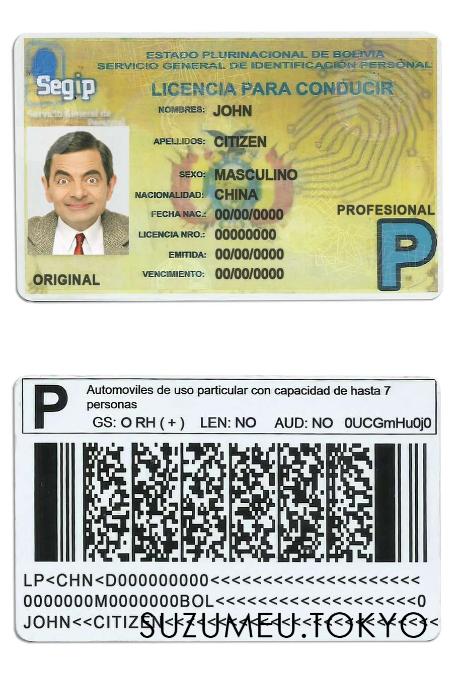 ESTADO PLURINACIONAL DE BOLIVIA
SERVICIO GENERAL DE IDENTIFICACIÓN PERSONAL
Segip
Servicio General de
LICENCIA PARA CONDUCIR
NOMBRES: JOHN
APELLIDOS: CITIZEN
SEXO: MASCULINO
NACIONALIDAD: CHINA
FECHA NAC.: 00/00/0000
PROFESIONAL
LICENCIA NRO.: 00000000
P
EMITIDA: 00/00/0000
ORIGINAL
VENCIMIENTO: 00/00/0000
P
Automoviles de uso particular con capacidad de hasta 7
personas
GS: O RH ( + ) LEN: NO AUD: NO 0UCGmHu0j0
LP<CHN<D000000000<<<<<<<<<<<<<<<<<<<<
0000000M0000000BOL<<<<<<<<<<<<<<<<<<0
JOHN<<CITIZEN<<<<<<<<<<<<<<<<<<<<<<<<
SUZUMEU.TOKYO